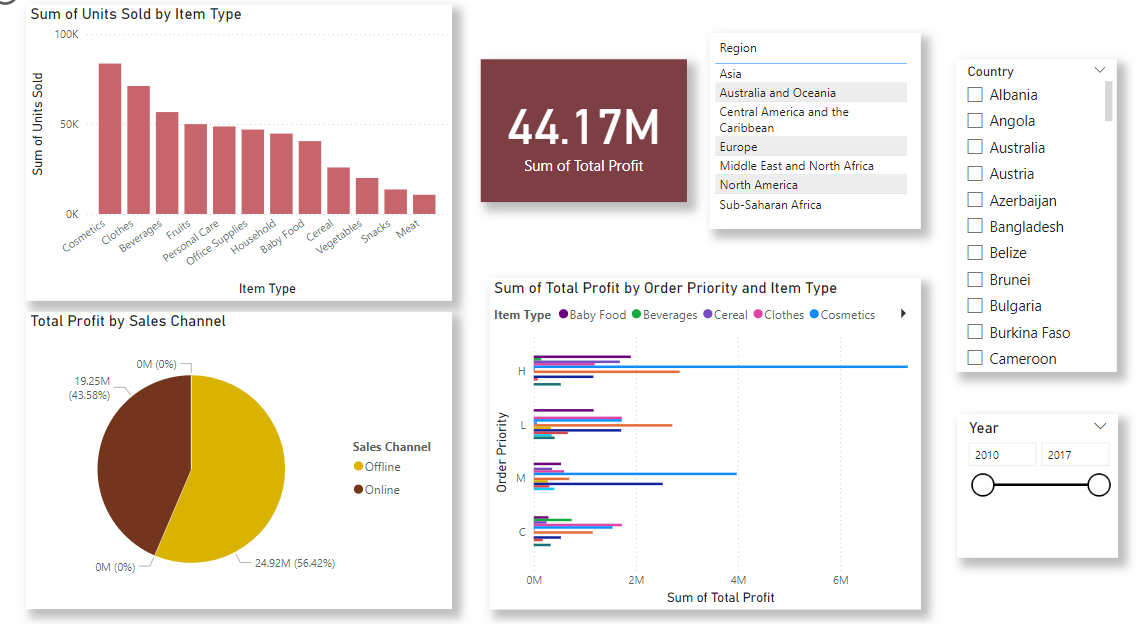 Sum of Units Sold by Item Type
100K
50K
0K
Sum of Units Sold
Cosmetics
Clothes
Beverages
Fruits
Personal Care
Office Supplies
Household
Baby Food
Cereal
Vegetables
Snacks
Meat
Item Type
44.17M
Sum of Total Profit
Region
Asia
Australia and Oceania
Central America and the
Caribbean
Europe
Middle East and North Africa
North America
Sub-Saharan Africa
Country
Albania
Angola
Australia
Austria
Azerbaijan
Bangladesh
Belize
Brunei
Bulgaria
Burkina Faso
Cameroon
Total Profit by Sales Channel
0M (0%)
19.25M
(43.58%)
0M (0%)
24.92M (56.42%)
Sales Channel
Offline
Online
Sum of Total Profit by Order Priority and Item Type
Item Type Baby Food Beverages Cereal Clothes Cosmetics
Order Priority
H
L
M
C
0M 2M 4M 6M
Sum of Total Profit
Year
2010 2017